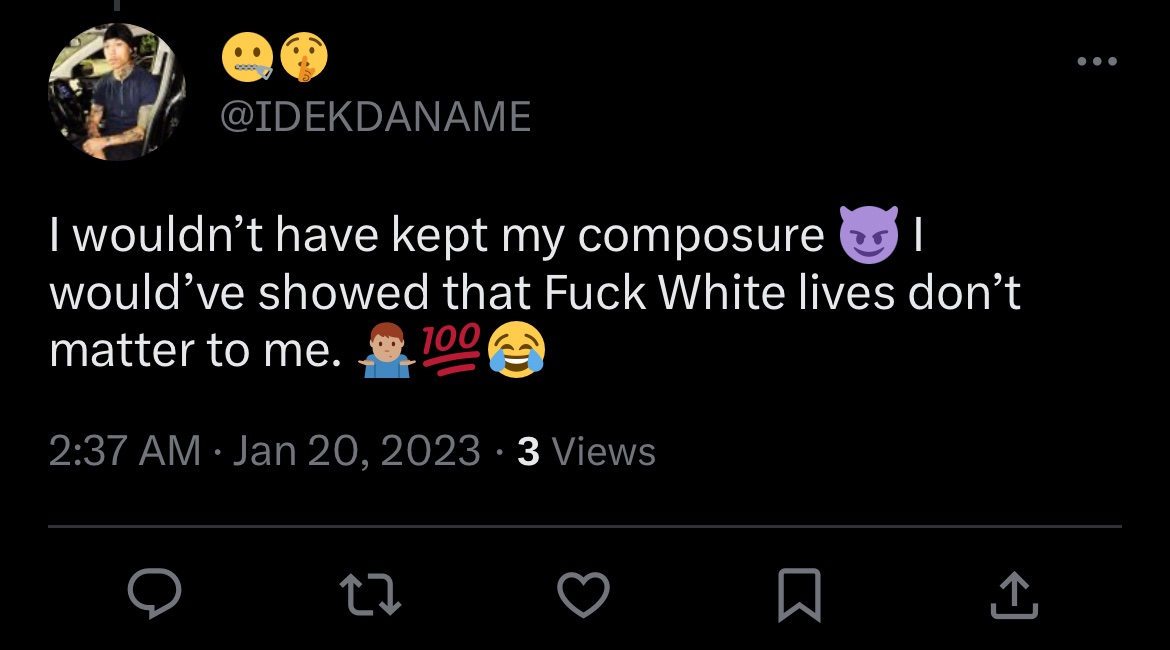 🤐🤫
@IDEKDANAME
I wouldn’t have kept my composure 😈 I
would’ve showed that Fuck White lives don’t
matter to me. 🤷🏽‍♂️💯😂
2:37 AM · Jan 20, 2023 · 3 Views